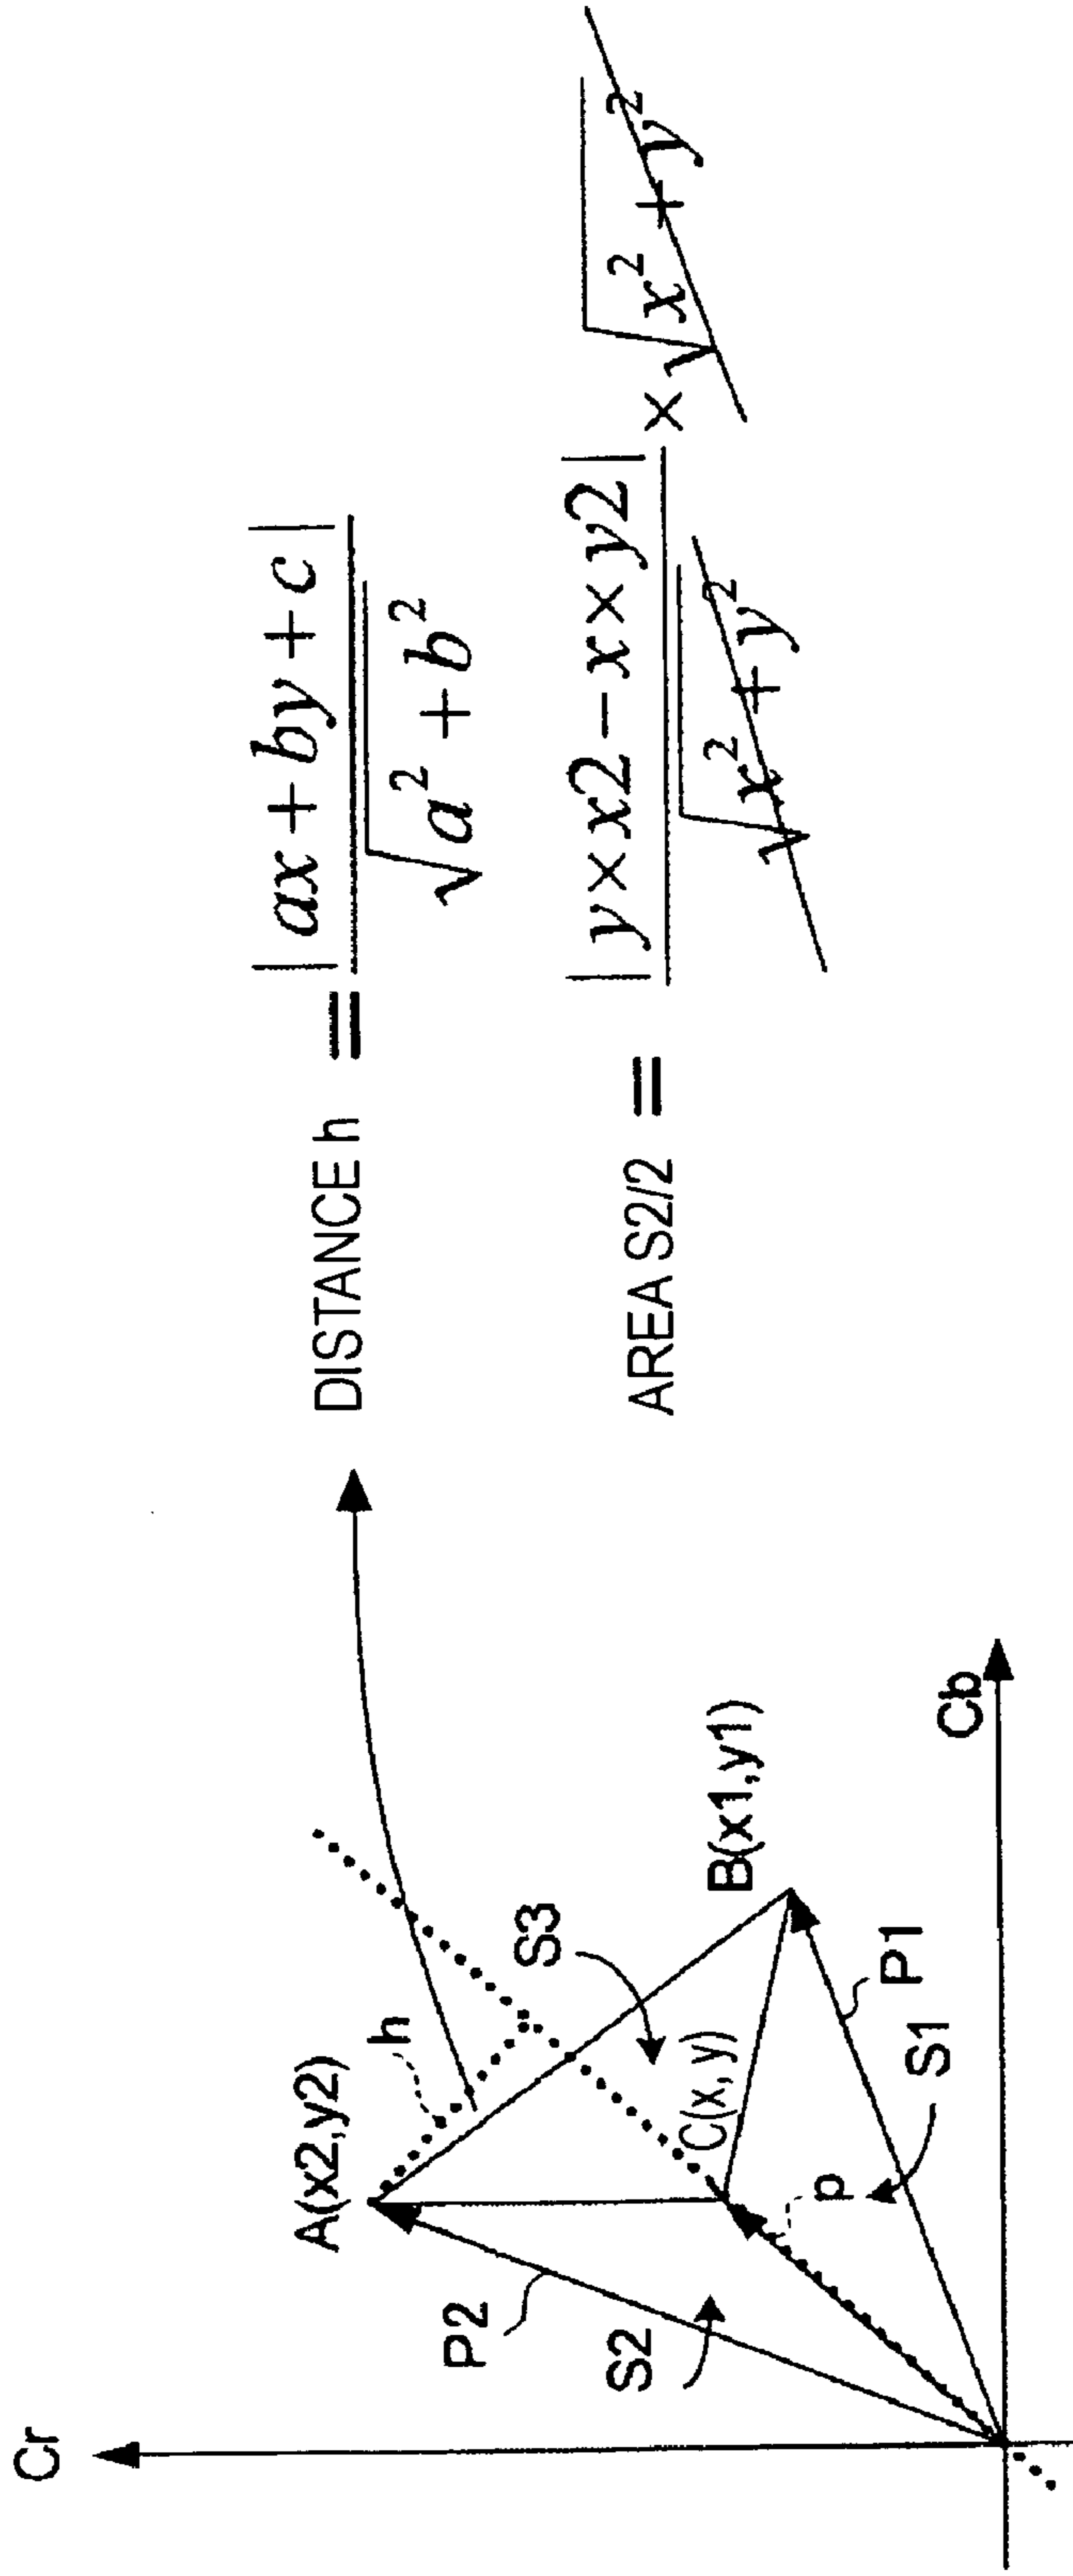 Cr
A(x2,y2)
h
P2
S2
S3
C(x, y)
B(x1,y1)
p
P1
S1
Cb
DISTANCE h = |ax + by + c| / √a² + b²
AREA S2/2 = |y × x2 − x × y2| / √x² + y² × √x² + y²